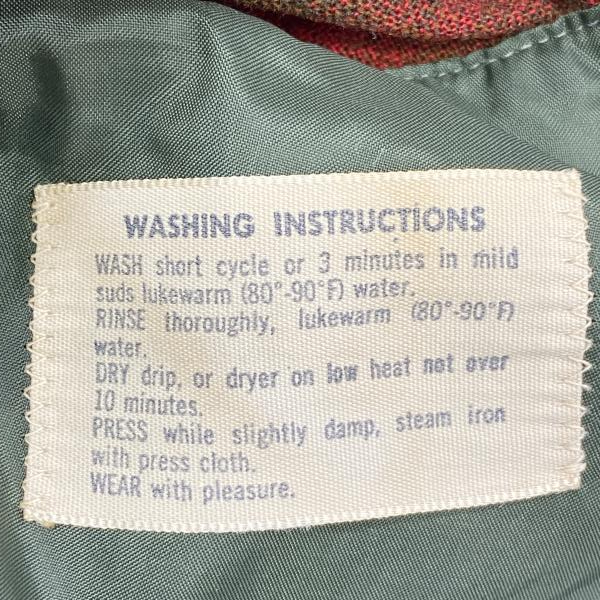 WASHING INSTRUCTIONS
WASH short cycle or 3 minutes in mild
suds lukewarm (80°-90°F) water.
RINSE thoroughly, lukewarm (80°-90°F)
water.
DRY drip, or dryer on low heat not over
10 minutes.
PRESS while slightly damp, steam iron
with press cloth.
WEAR with pleasure.